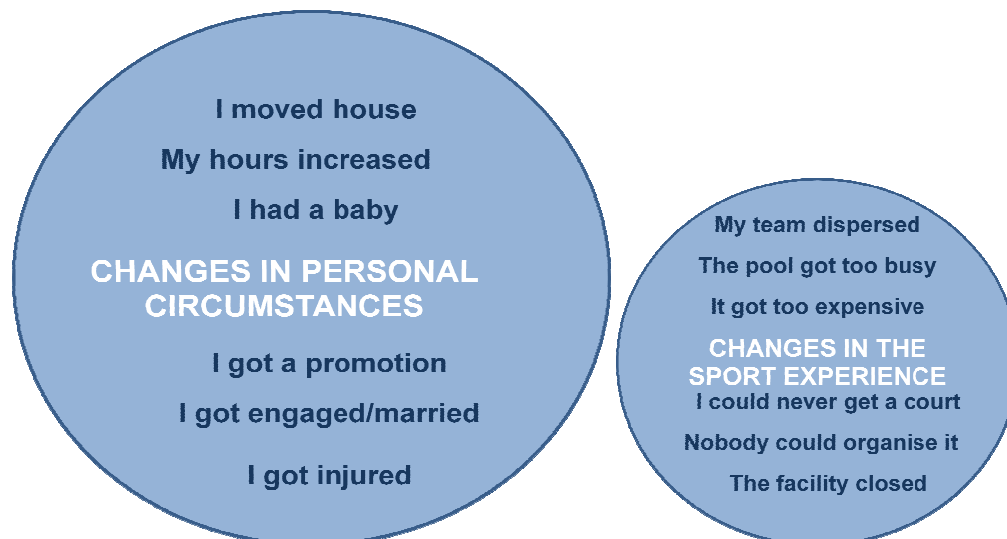 I moved house
My hours increased
I had a baby
CHANGES IN PERSONAL
CIRCUMSTANCES
I got a promotion
I got engaged/married
I got injured
My team dispersed
The pool got too busy
It got too expensive
CHANGES IN THE
SPORT EXPERIENCE
I could never get a court
Nobody could organise it
The facility closed